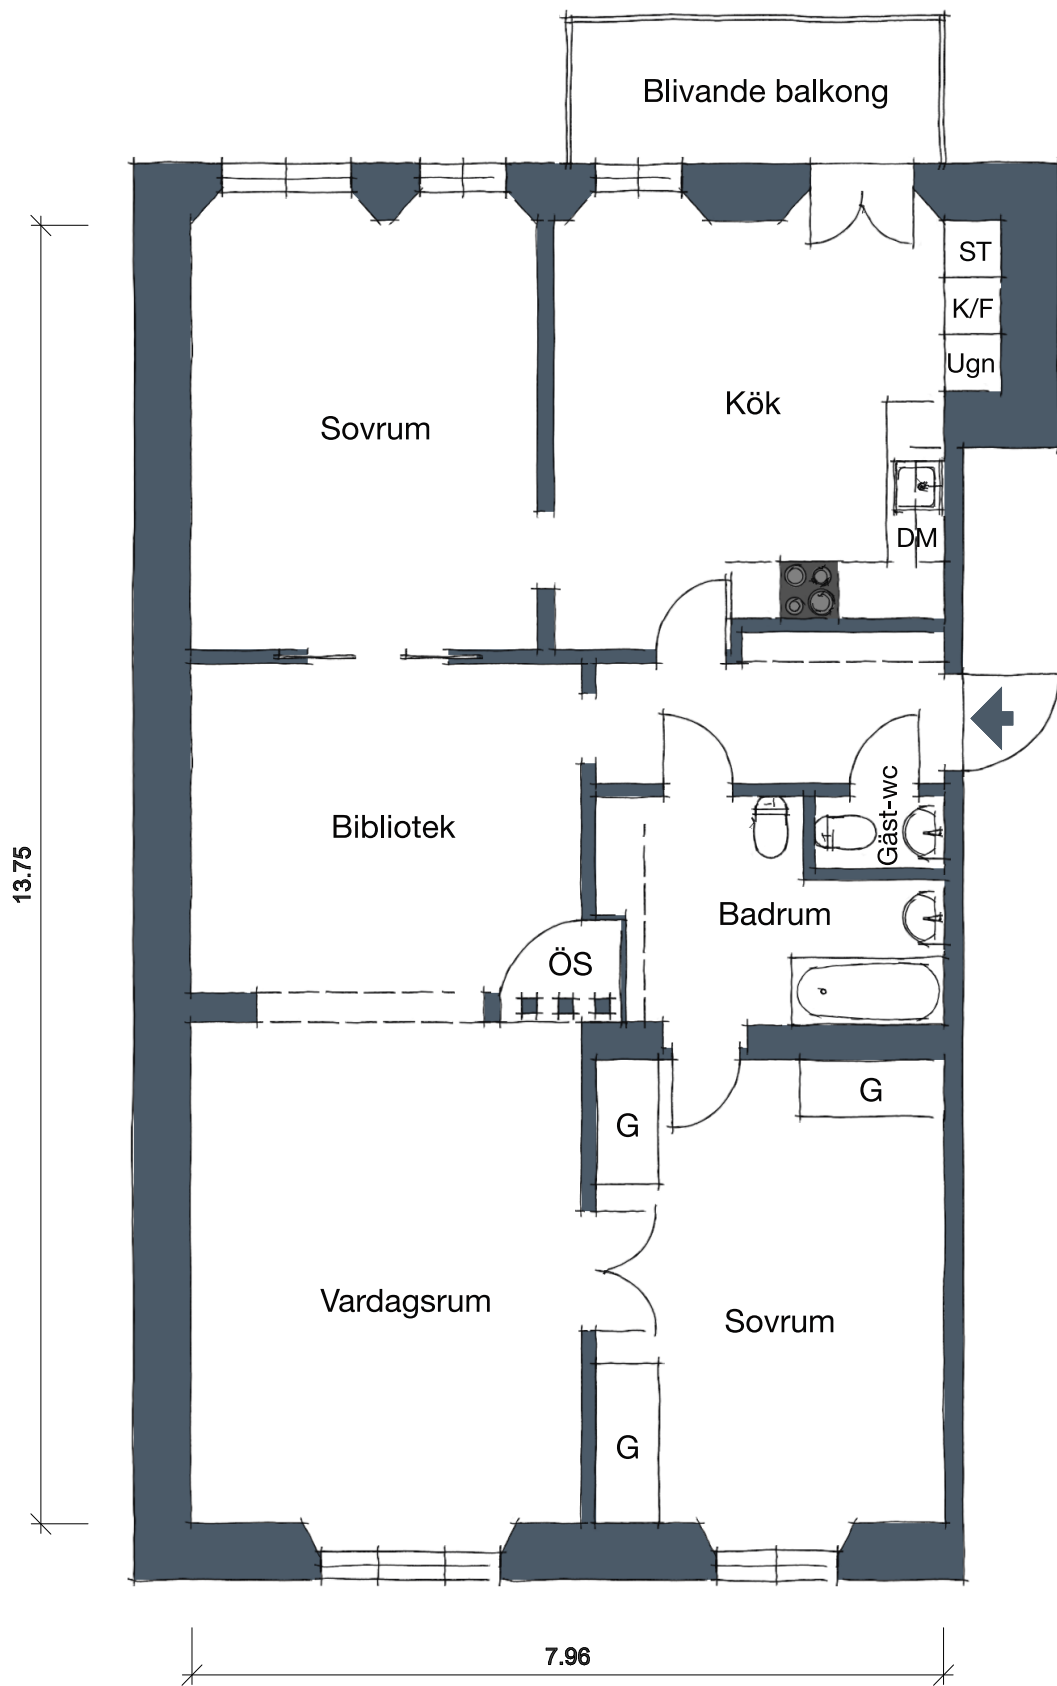 Blivande balkong
ST
K/F
Ugn
Kök
Sovrum
DM
Gäst-wc
Bibliotek
13.75
Badrum
ÖS
G
G
Vardagsrum
Sovrum
G
7.96